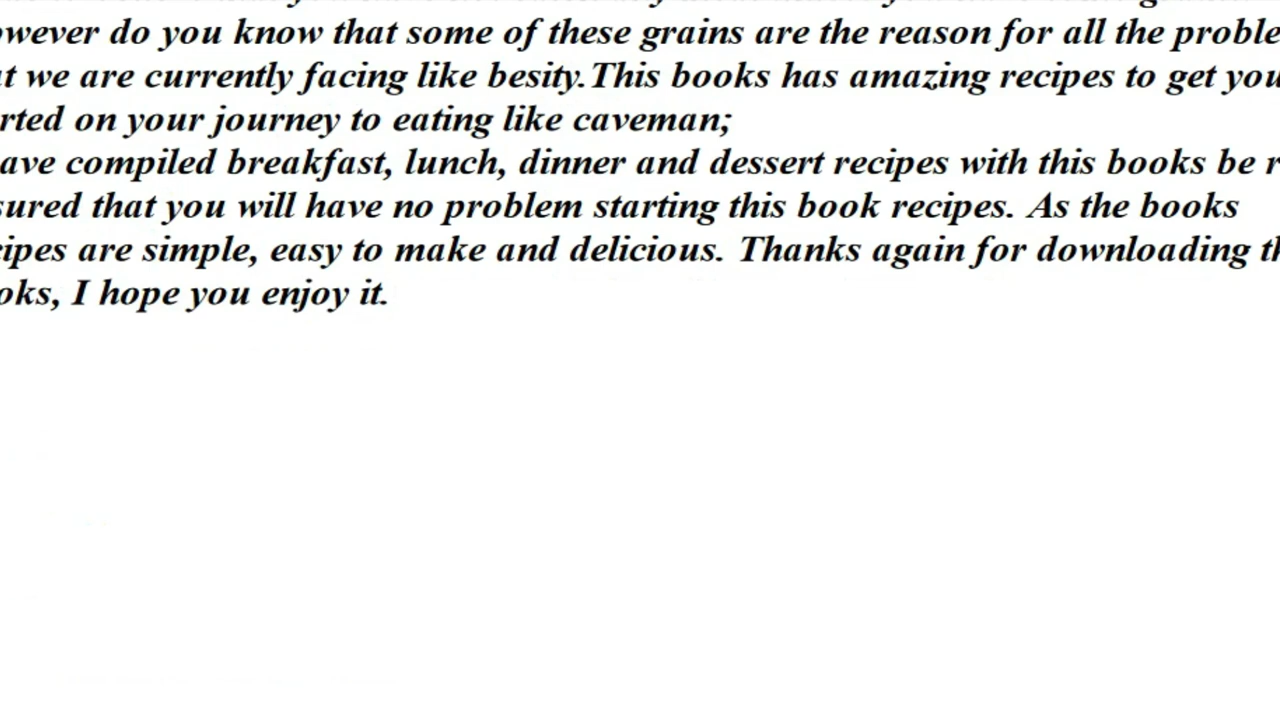 owever do you know that some of these grains are the reason for all the proble
t we are currently facing like besity.This books has amazing recipes to get you
rted on your journey to eating like caveman;
ave compiled breakfast, lunch, dinner and dessert recipes with this books be r
sured that you will have no problem starting this book recipes. As the books
ipes are simple, easy to make and delicious. Thanks again for downloading th
oks, I hope you enjoy it.